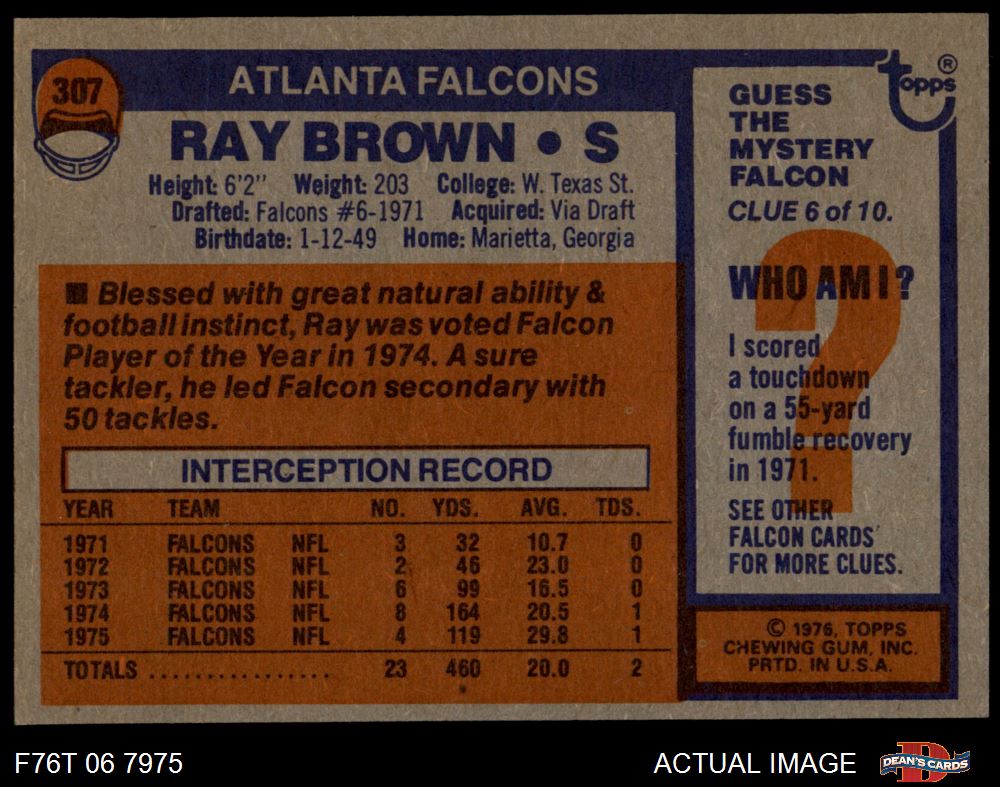 307
ATLANTA FALCONS
RAY BROWN • S
Height: 6'2" Weight: 203 College: W. Texas St.
Drafted: Falcons #6-1971 Acquired: Via Draft
Birthdate: 1-12-49 Home: Marietta, Georgia
■ Blessed with great natural ability &
football instinct, Ray was voted Falcon
Player of the Year in 1974. A sure
tackler, he led Falcon secondary with
50 tackles.
INTERCEPTION RECORD
YEAR TEAM NO. YDS. AVG. TDS.
1971 FALCONS NFL 3 32 10.7 0
1972 FALCONS NFL 2 46 23.0 0
1973 FALCONS NFL 6 99 16.5 0
1974 FALCONS NFL 8 164 20.5 1
1975 FALCONS NFL 4 119 29.8 1
TOTALS ................ 23 460 20.0 2
topps ®
GUESS
THE
MYSTERY
FALCON
CLUE 6 of 10.
WHO AM I?
I scored
a touchdown
on a 55-yard
fumble recovery
in 1971.
SEE OTHER
FALCON CARDS
FOR MORE CLUES.
© 1976, TOPPS
CHEWING GUM, INC.
PRTD. IN U.S.A.
F76T 06 7975
ACTUAL IMAGE
D
DEAN'S CARDS